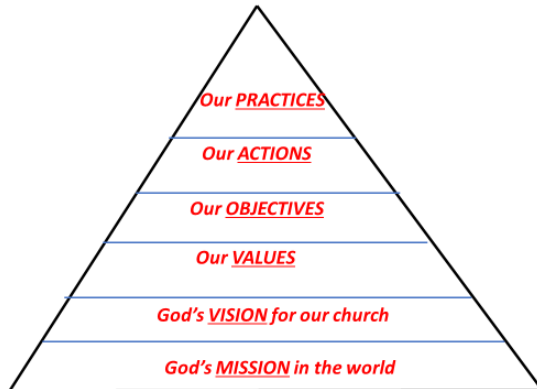 Our PRACTICES
Our ACTIONS
Our OBJECTIVES
Our VALUES
God's VISION for our church
God's MISSION in the world